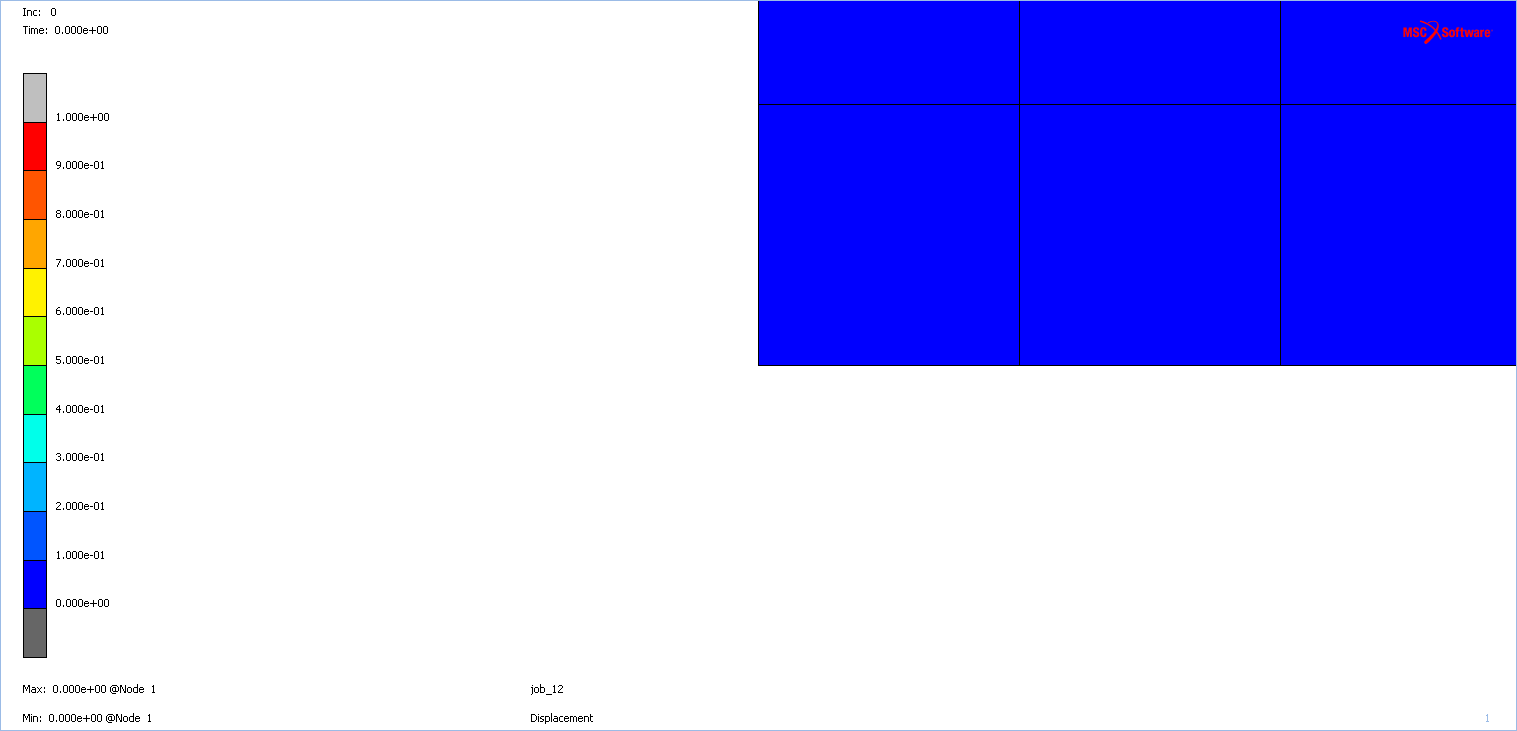 Inc: 0
Time: 0.000e+00
MSC Software
1.000e+00
9.000e-01
8.000e-01
7.000e-01
6.000e-01
5.000e-01
4.000e-01
3.000e-01
2.000e-01
1.000e-01
0.000e+00
Max: 0.000e+00 @Node 1
job_12
Min: 0.000e+00 @Node 1
Displacement
1